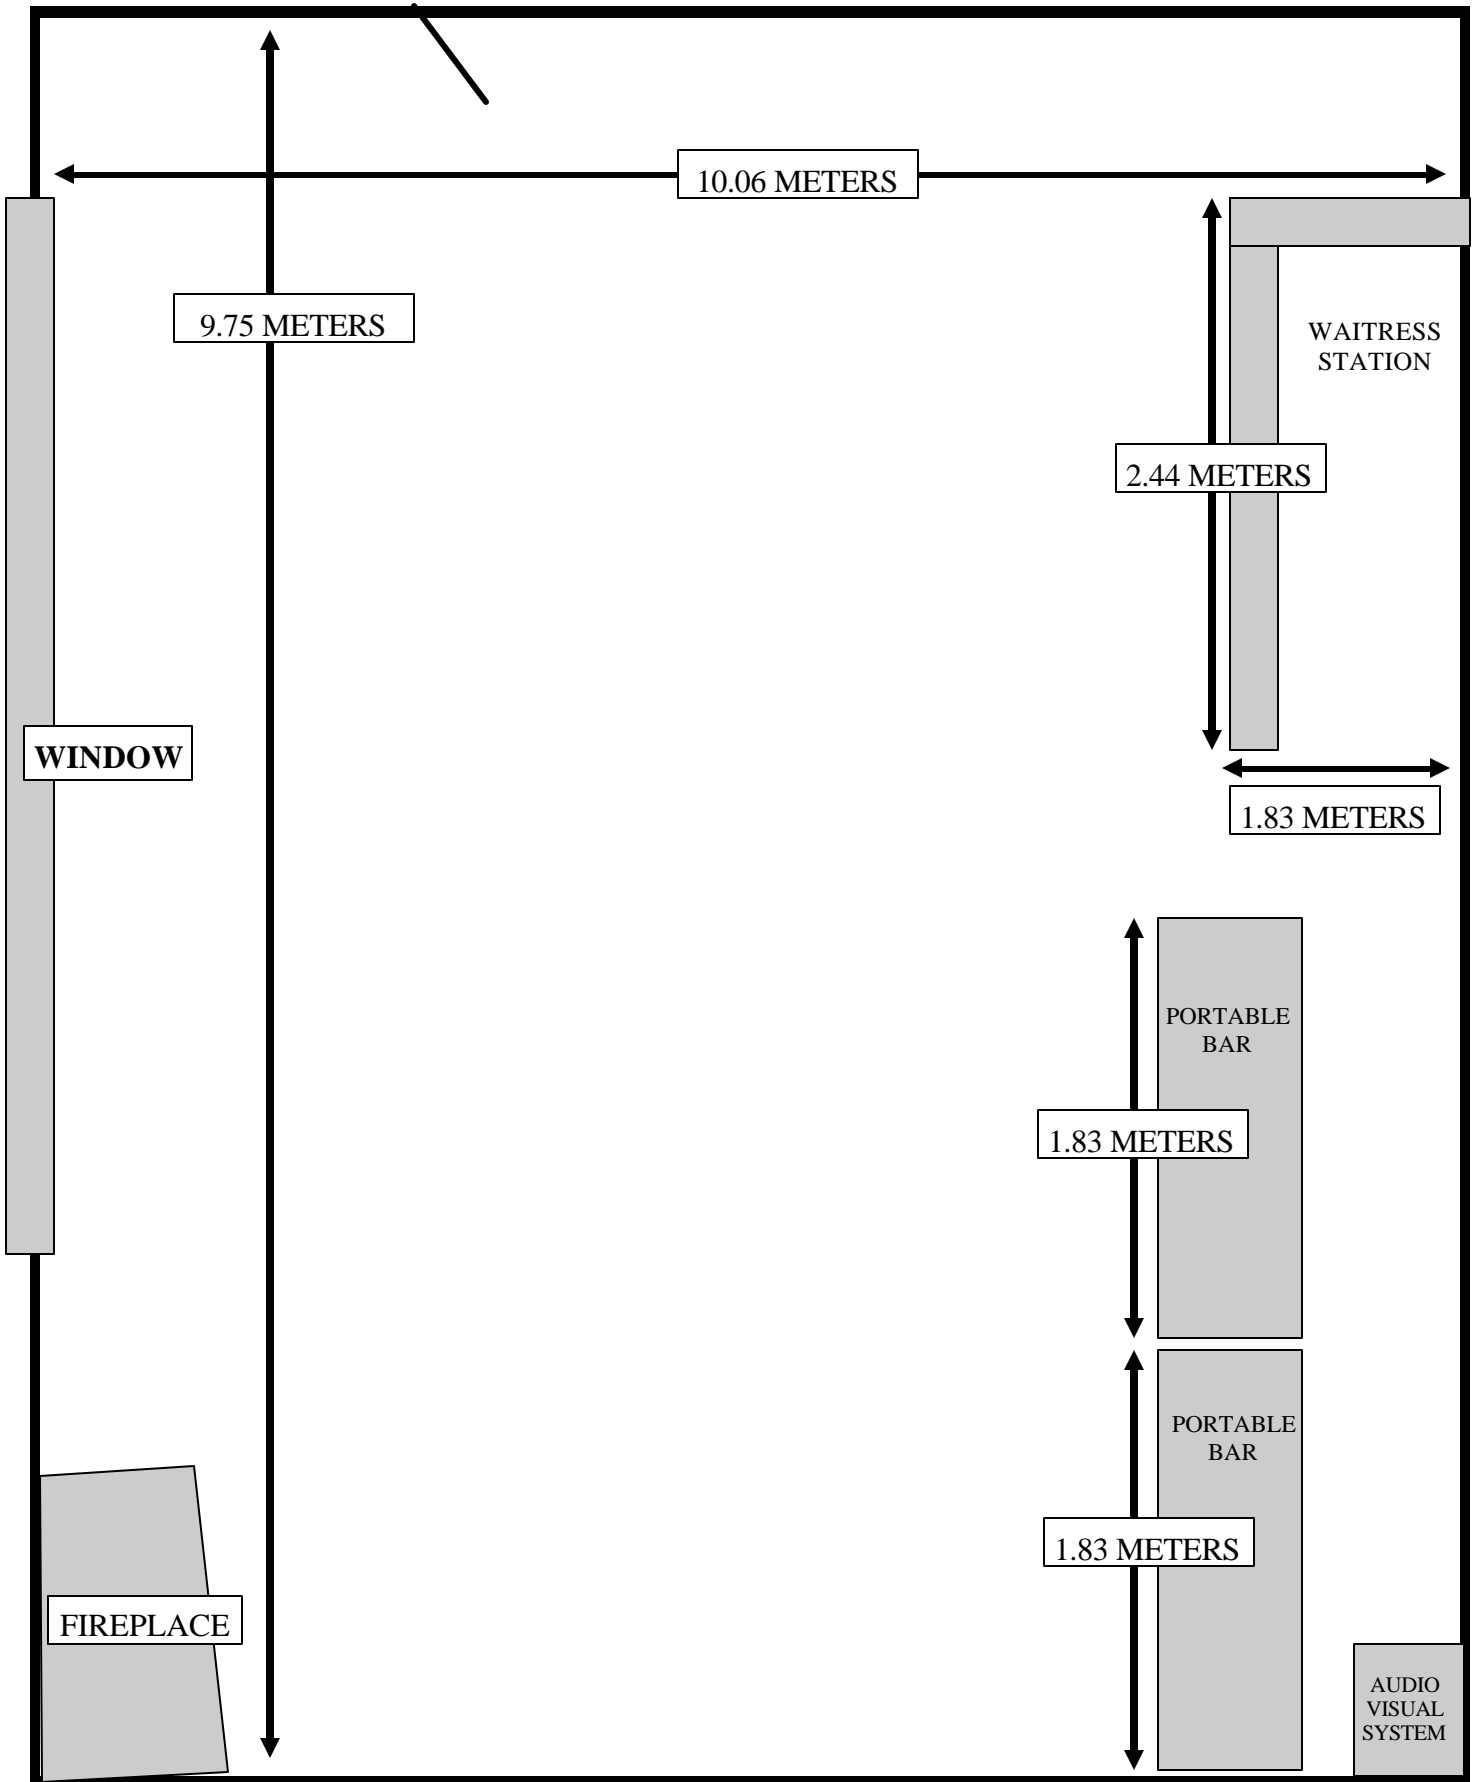 10.06 METERS
9.75 METERS
WAITRESS
STATION
2.44 METERS
WINDOW
1.83 METERS
PORTABLE
BAR
1.83 METERS
PORTABLE
BAR
1.83 METERS
FIREPLACE
AUDIO
VISUAL
SYSTEM